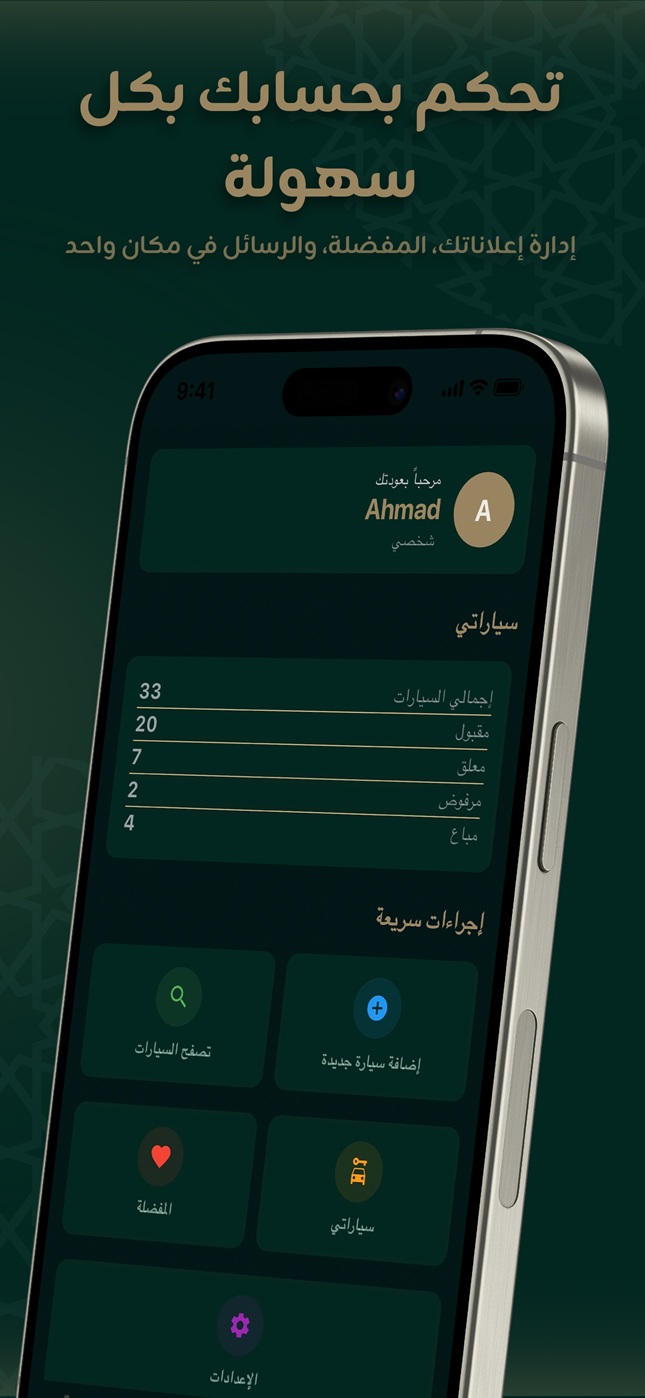 تحكم بحسابك بكل
سهولة
إدارة إعلاناتك، المفضلة، والرسائل في مكان واحد
9:41
مرحباً بعودتك
Ahmad
A
شخصي
سياراتي
إجمالي السيارات 33
مقبول 20
معلق 7
مرفوض 2
مباع 4
إجراءات سريعة
إضافة سيارة جديدة
تصفح السيارات
سياراتي
المفضلة
الإعدادات